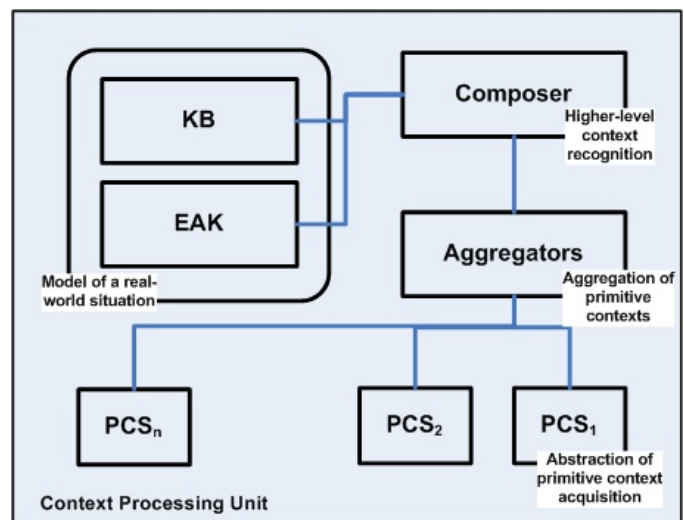 KB
EAK
Model of a real-
world situation
Composer
Higher-level
context
recognition
Aggregators
Aggregation of
primitive
contexts
PCSn
PCS2
PCS1
Abstraction of
primitive context
acquisition
Context Processing Unit